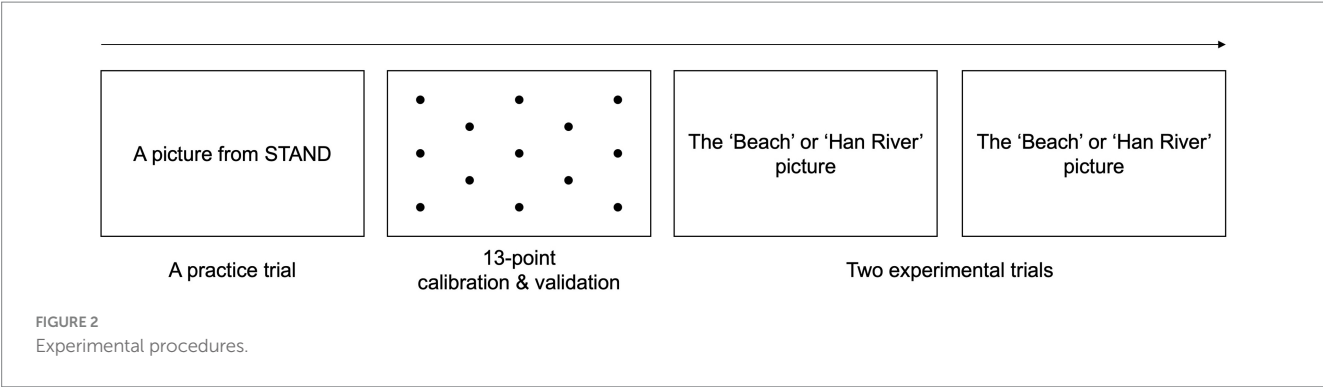 A picture from STAND
The ‘Beach’ or ‘Han River’
picture
The ‘Beach’ or ‘Han River’
picture
A practice trial
13-point
calibration & validation
Two experimental trials
FIGURE 2
Experimental procedures.